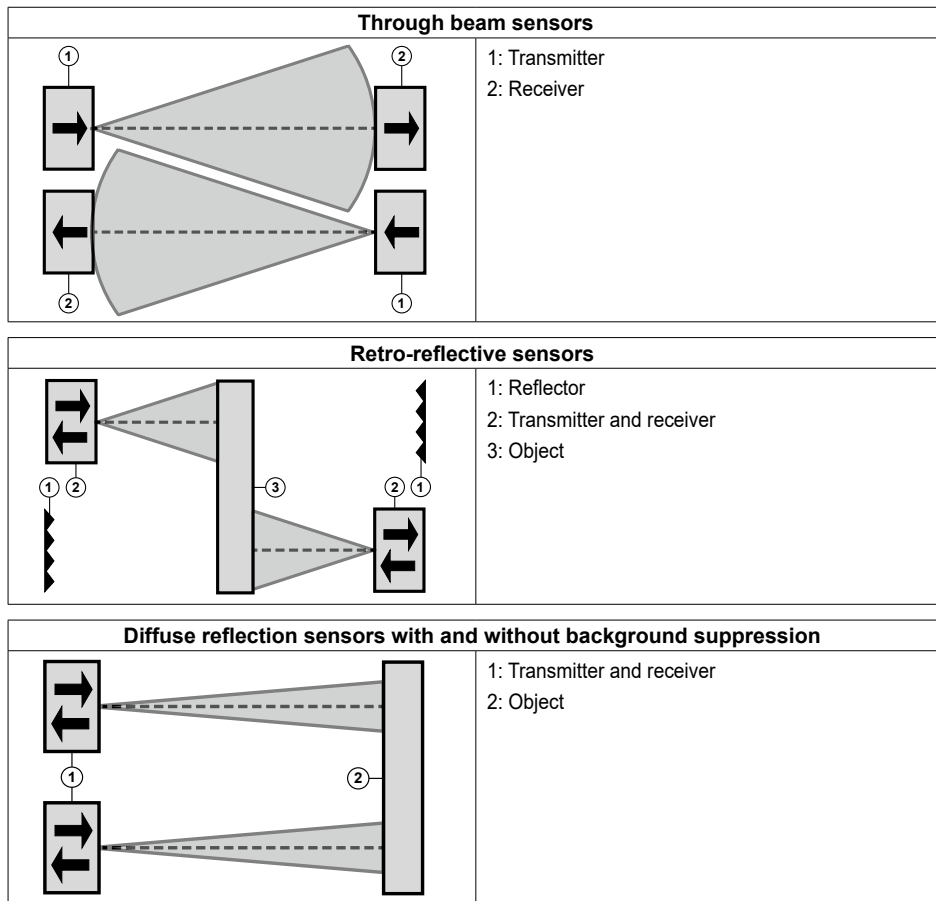 Through beam sensors
1
2
1: Transmitter
2: Receiver
2
1
Retro-reflective sensors
1: Reflector
2: Transmitter and receiver
3: Object
1
2
3
2
1
Diffuse reflection sensors with and without background suppression
1: Transmitter and receiver
2: Object
1
2